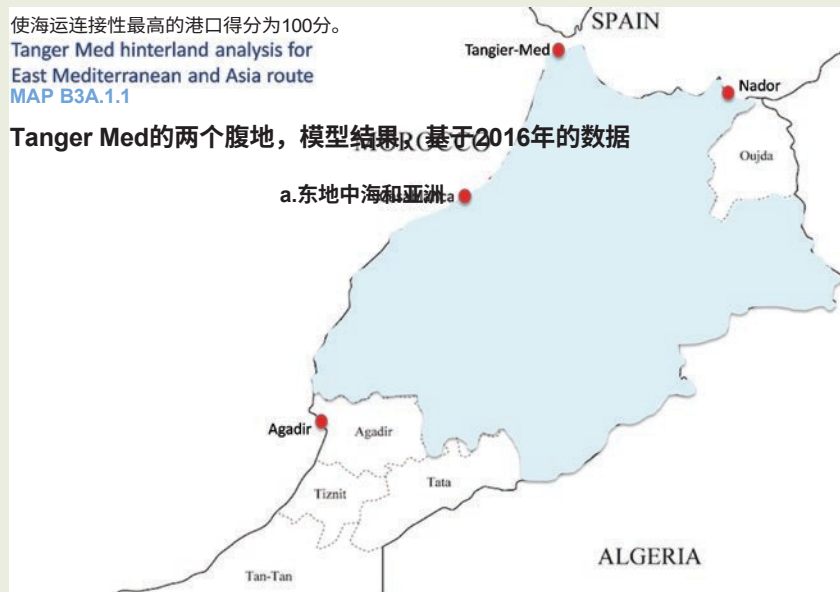 使海运连接性最高的港口得分为100分。
Tanger Med hinterland analysis for
East Mediterranean and Asia route
MAP B3A.1.1
Tanger Med的两个腹地，模型结果，基于2016年的数据
MOROCCO
a.东地中海和亚洲
SPAIN
Tangier-Med
Nador
Oujda
Casablanca
Agadir
Agadir
Tiznit
Tata
Tan-Tan
ALGERIA